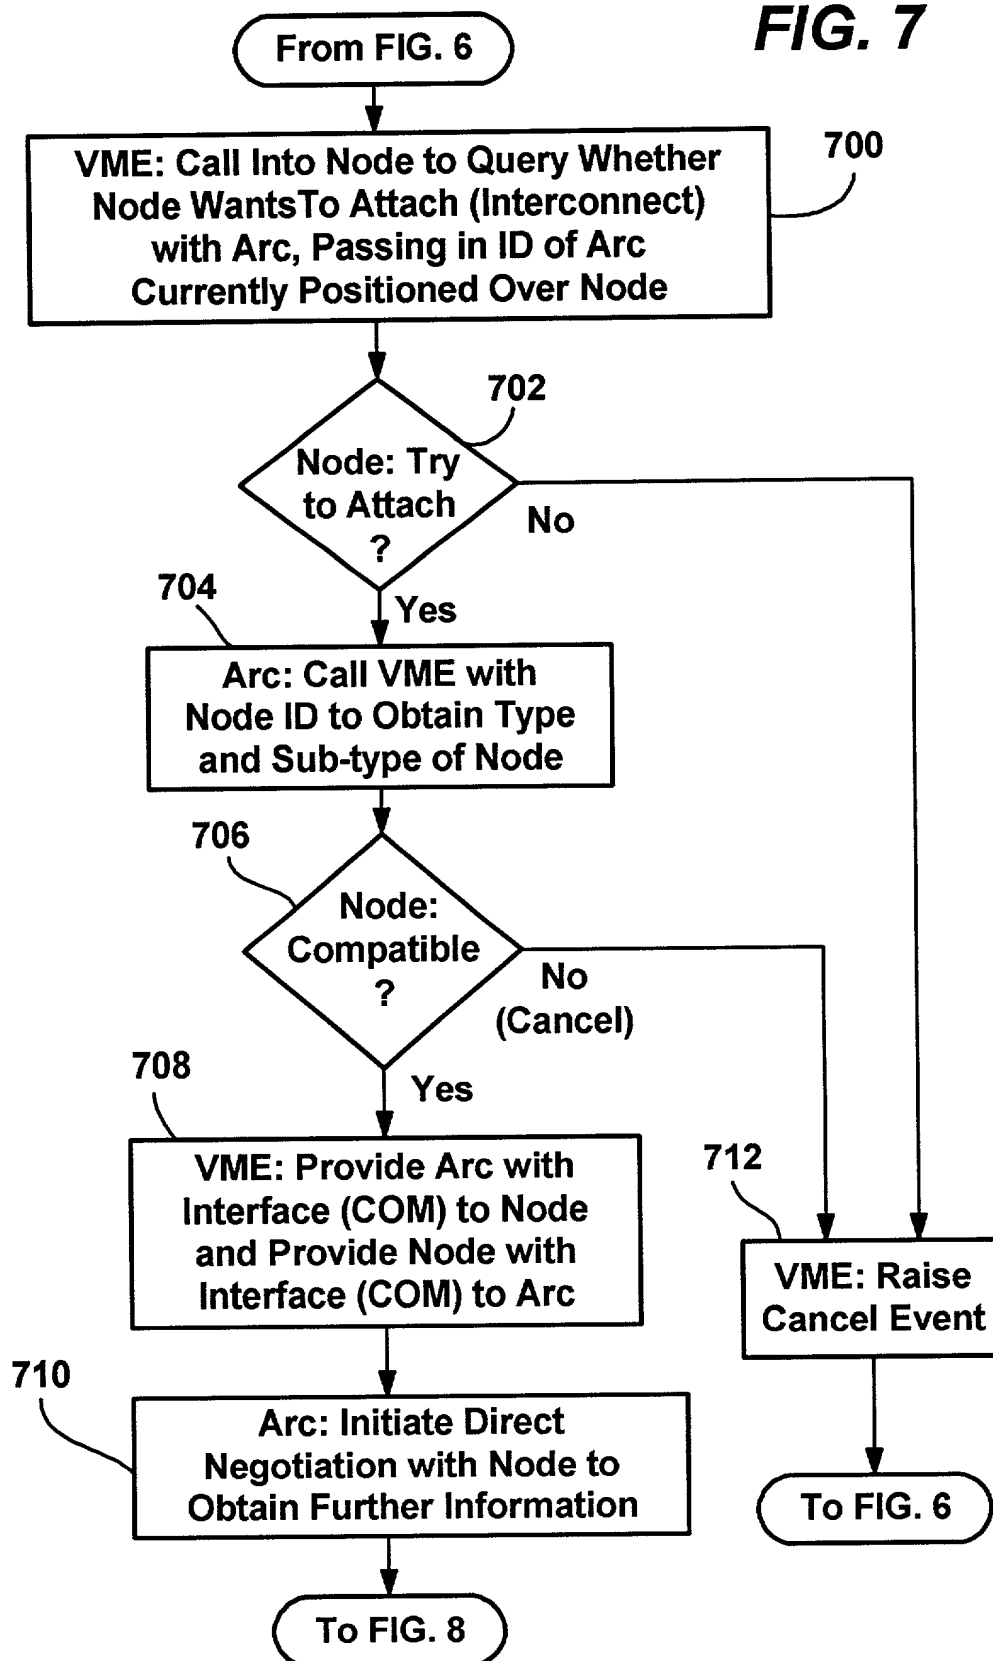 FIG. 7
From FIG. 6
700
VME: Call Into Node to Query Whether
Node WantsTo Attach (Interconnect)
with Arc, Passing in ID of Arc
Currently Positioned Over Node
702
Node: Try
to Attach
?
No
Yes
704
Arc: Call VME with
Node ID to Obtain Type
and Sub-type of Node
706
Node:
Compatible
?
No
(Cancel)
Yes
708
VME: Provide Arc with
Interface (COM) to Node
and Provide Node with
Interface (COM) to Arc
712
VME: Raise
Cancel Event
710
Arc: Initiate Direct
Negotiation with Node to
Obtain Further Information
To FIG. 6
To FIG. 8